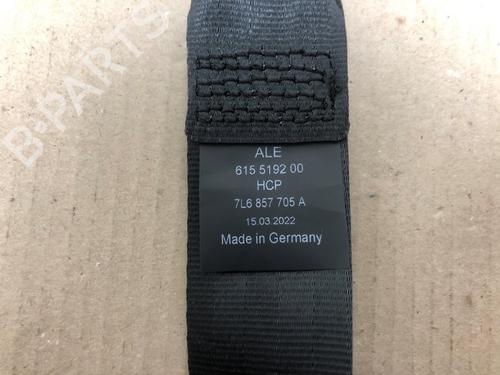 B-PARTS
ALE
615 5192 00
HCP
7L6 857 705 A
15.03.2022
Made in Germany